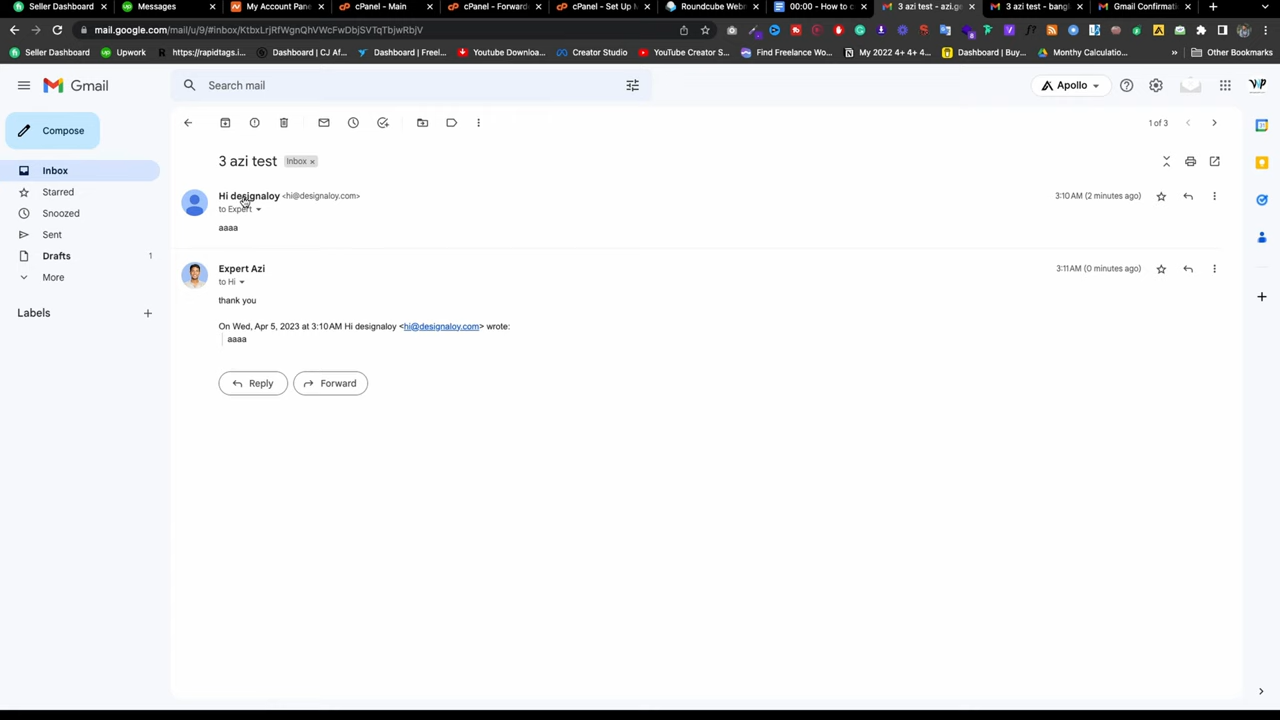 Seller Dashboard
Messages
My Account Pan
cPanel - Main
cPanel - Forward
cPanel - Set Up M
Roundcube Webm
00:00 - How to c
3 azi test - azi.g
3 azi test - bang
Gmail Confirmati
mail.google.com/mail/u/9/#inbox/KtbxLrjRfWgnQhVWcFwDbjSVTqTbjwRbjV
Seller Dashboard
Upwork
https://rapidtags.i...
Dashboard | CJ Af...
Dashboard | Freel...
Youtube Downloa...
Creator Studio
YouTube Creator S...
Find Freelance Wo...
My 2022 4+ 4+ 4...
Dashboard | Buy...
Monthy Calculatio...
»
Other Bookmarks
Gmail
Search mail
Apollo
Compose
1 of 3
Inbox
Starred
Snoozed
Sent
Drafts 1
More
Labels
3 azi test Inbox ×
Hi designaloy <hi@designaloy.com> 3:10 AM (2 minutes ago)
to Expert
aaaa
Expert Azi 3:11 AM (0 minutes ago)
to Hi
thank you
On Wed, Apr 5, 2023 at 3:10 AM Hi designaloy <hi@designaloy.com> wrote:
aaaa
Reply
Forward